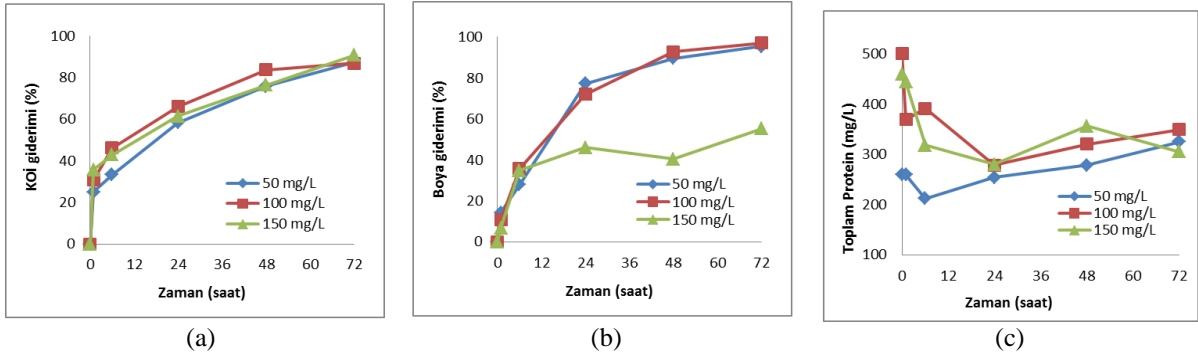 KOİ giderimi (%)
100
80
60
40
20
0
0 12 24 36 48 60 72
Zaman (saat)
50 mg/L
100 mg/L
150 mg/L
(a)
Boya giderimi (%)
100
80
60
40
20
0
0 12 24 36 48 60 72
Zaman (saat)
50 mg/L
100 mg/L
150 mg/L
(b)
Toplam Protein (mg/L)
500
400
300
200
100
0 12 24 36 48 60 72
Zaman (saat)
50 mg/L
100 mg/L
150 mg/L
(c)